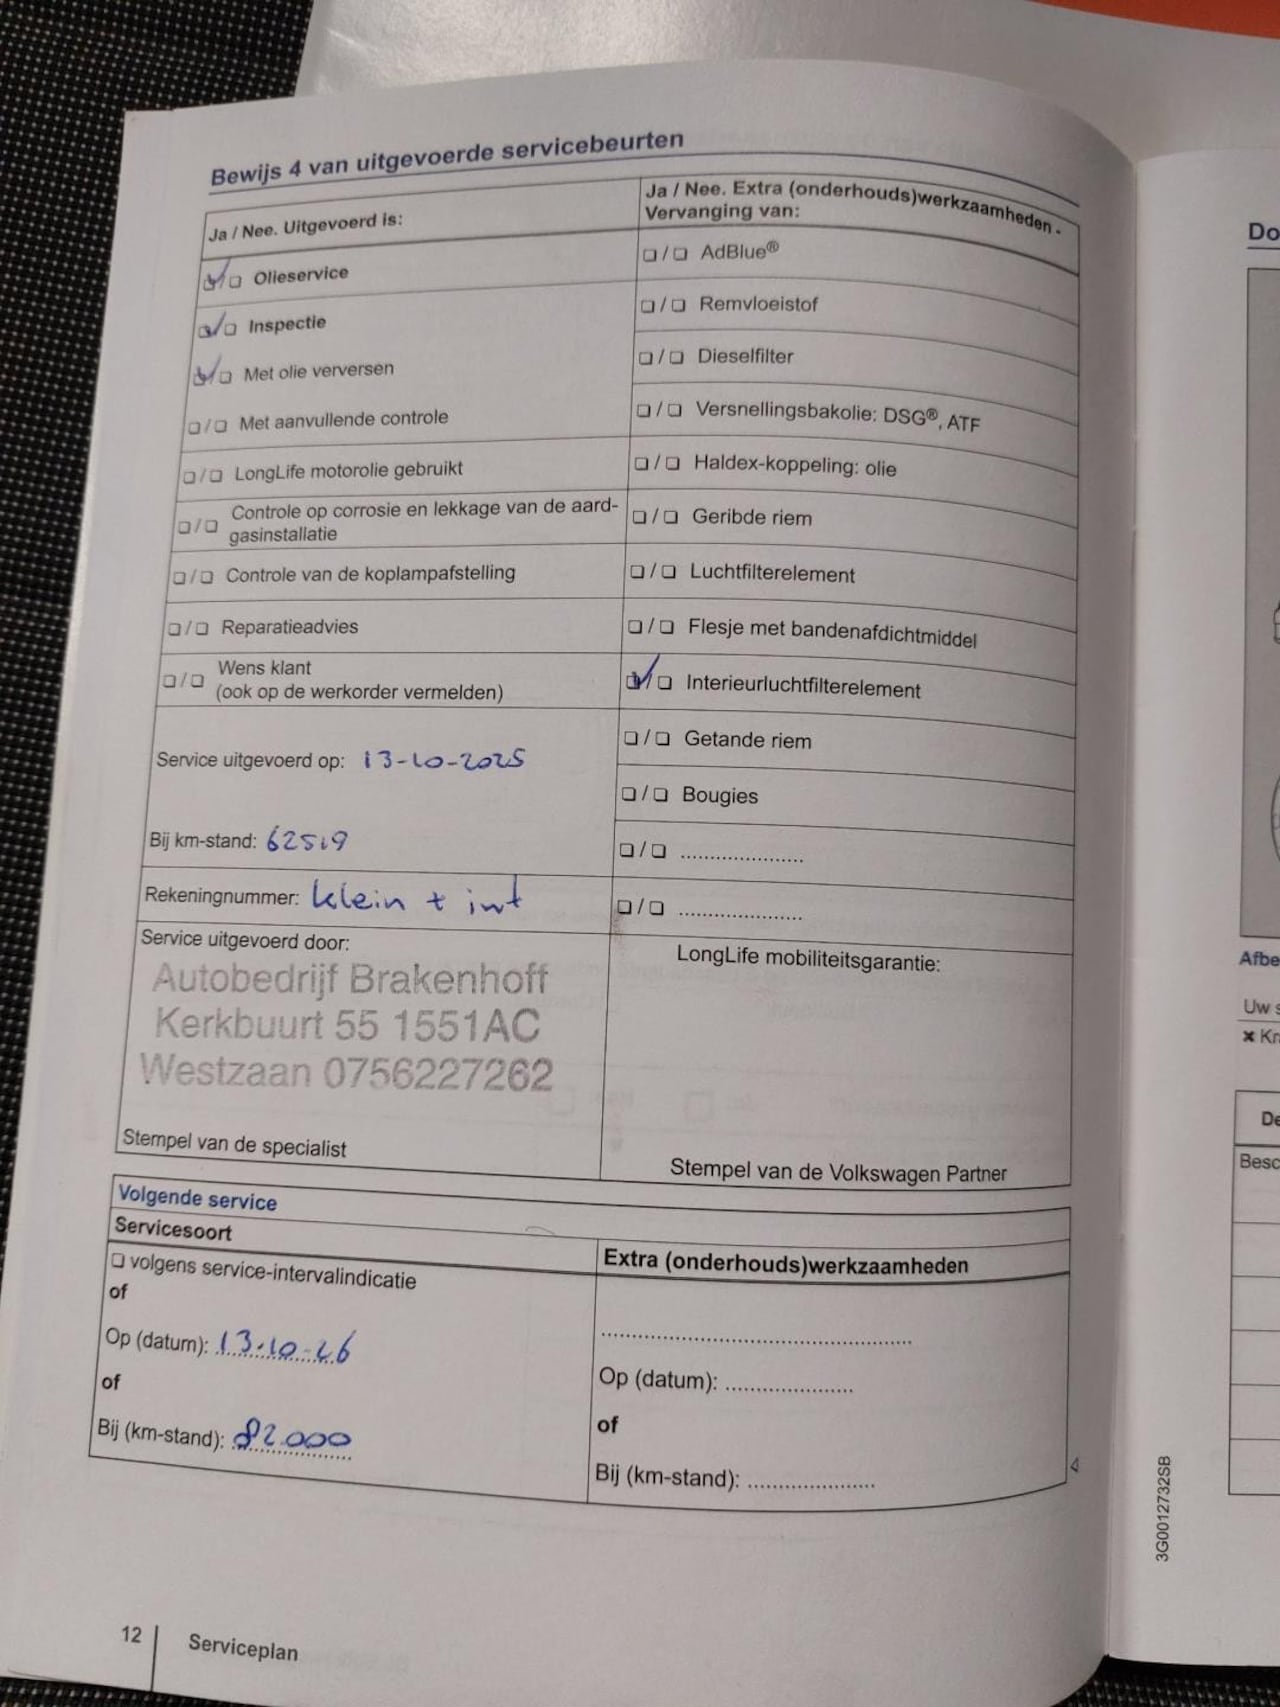 Bewijs 4 van uitgevoerde servicebeurten
Ja / Nee. Uitgevoerd is:
Olieservice
Inspectie
Met olie verversen
Met aanvullende controle
LongLife motorolie gebruikt
Controle op corrosie en lekkage van de aard-
gasinstallatie
Controle van de koplampafstelling
Reparatieadvies
Wens klant
(ook op de werkorder vermelden)
Service uitgevoerd op: 13-10-2025
Bij km-stand: 62519
Rekeningnummer: klein + int
Service uitgevoerd door:
Autobedrijf Brakenhoff
Kerkbuurt 55 1551AC
Westzaan 0756227262
Stempel van de specialist
Ja / Nee. Extra (onderhouds)werkzaamheden -
Vervanging van:
AdBlue®
Remvloeistof
Dieselfilter
Versnellingsbakolie: DSG®, ATF
Haldex-koppeling: olie
Geribde riem
Luchtfilterelement
Flesje met bandenafdichtmiddel
Interieurluchtfilterelement
Getande riem
Bougies
LongLife mobiliteitsgarantie:
Stempel van de Volkswagen Partner
Volgende service
Servicesoort
volgens service-intervalindicatie
of
Op (datum): 13-10-26
of
Bij (km-stand): 82.000
Extra (onderhouds)werkzaamheden
Op (datum):
of
Bij (km-stand):
12
Serviceplan
3G0012732SB
Do
Afbe
Uw s
Kr
De
Besc